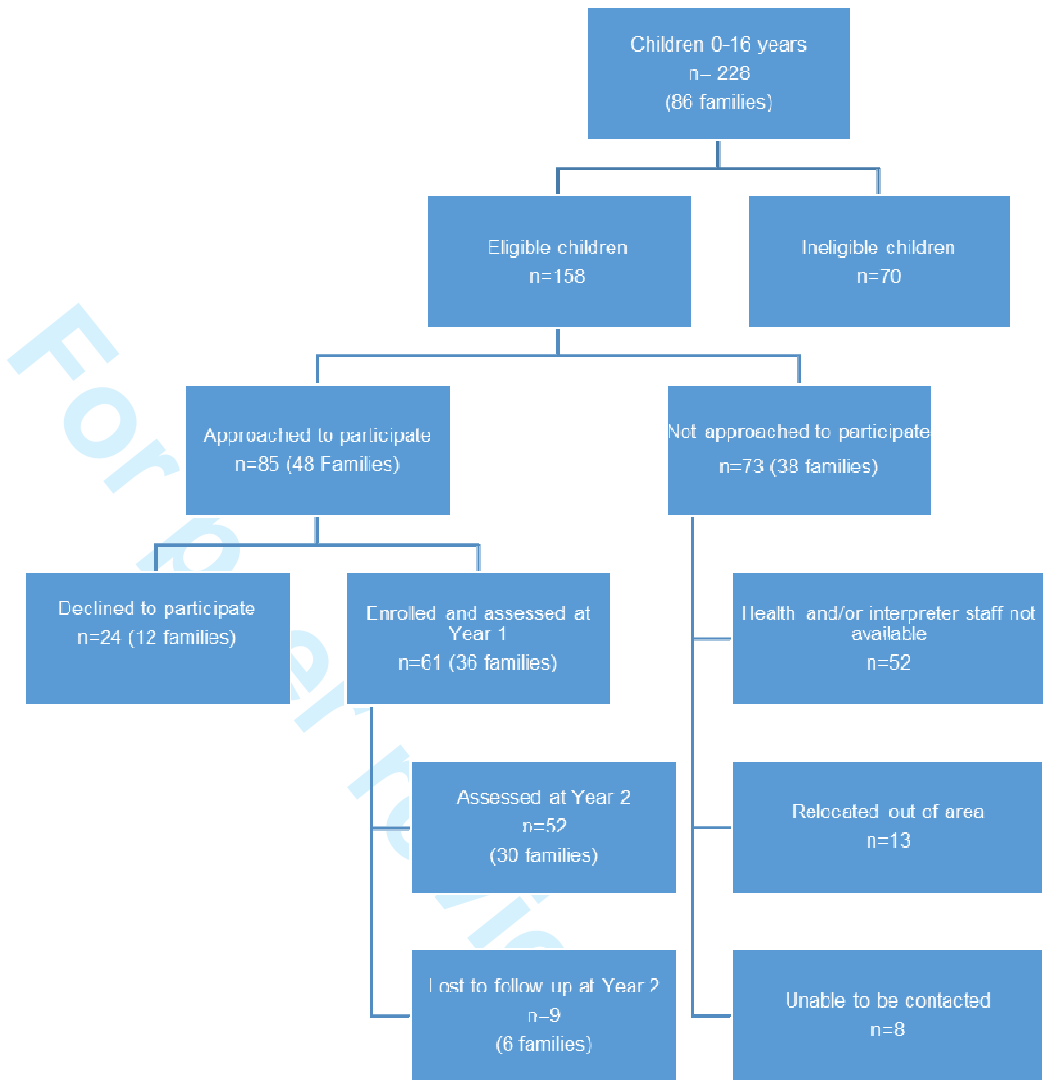 Children 0-16 years
n= 228
(86 families)
Eligible children
n=158
Ineligible children
n=70
Approached to participate
n=85 (48 Families)
Not approached to participate
n=73 (38 families)
Declined to participate
n=24 (12 families)
Enrolled and assessed at
Year 1
n=61 (36 families)
Health and/or interpreter staff not
available
n=52
Assessed at Year 2
n=52
(30 families)
Relocated out of area
n=13
Lost to follow up at Year 2
n=9
(6 families)
Unable to be contacted
n=8
For peer revie